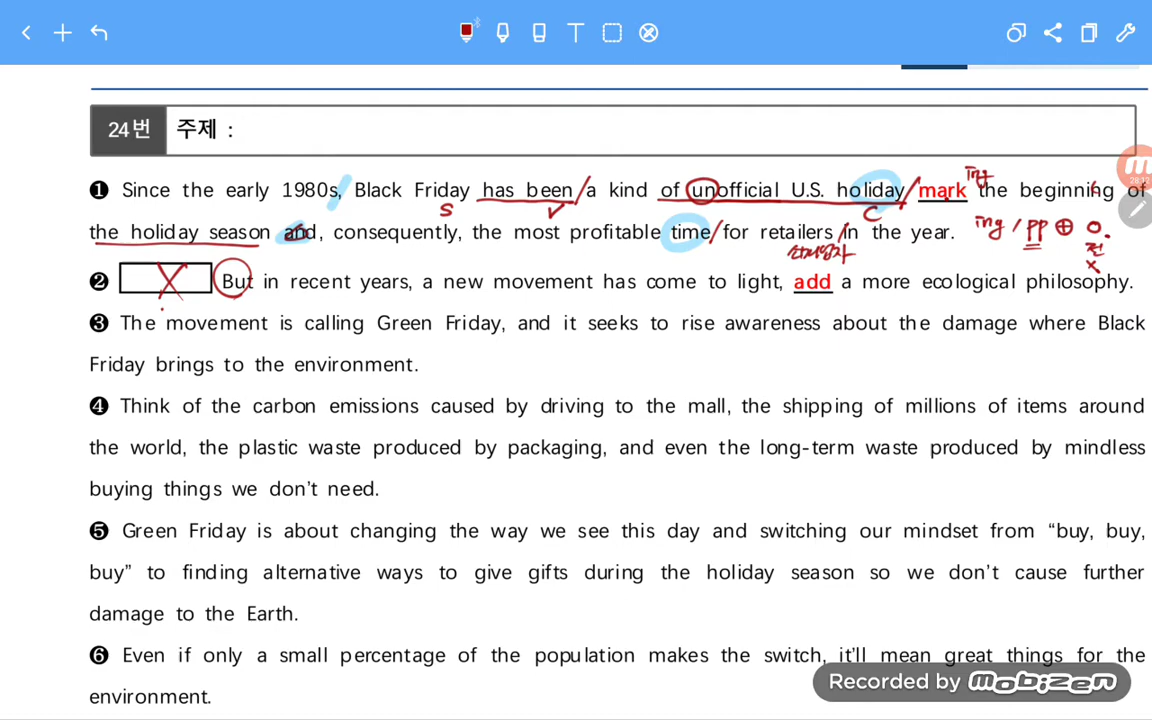 24번 주제 :
❶ Since the early 1980s, Black Friday has been/a kind of unofficial U.S. holiday/mark ing the beginning of
S V C
the holiday season and, consequently, the most profitable time/for retailers/in the year. ing / pp ⊕ O.
전
X
❷ X But in recent years, a new movement has come to light, add a more ecological philosophy.
❸ The movement is calling Green Friday, and it seeks to rise awareness about the damage where Black
Friday brings to the environment.
❹ Think of the carbon emissions caused by driving to the mall, the shipping of millions of items around
the world, the plastic waste produced by packaging, and even the long-term waste produced by mindless
buying things we don't need.
❺ Green Friday is about changing the way we see this day and switching our mindset from “buy, buy,
buy” to finding alternative ways to give gifts during the holiday season so we don't cause further
damage to the Earth.
❻ Even if only a small percentage of the population makes the switch, it'll mean great things for the
environment.
Recorded by mobizen